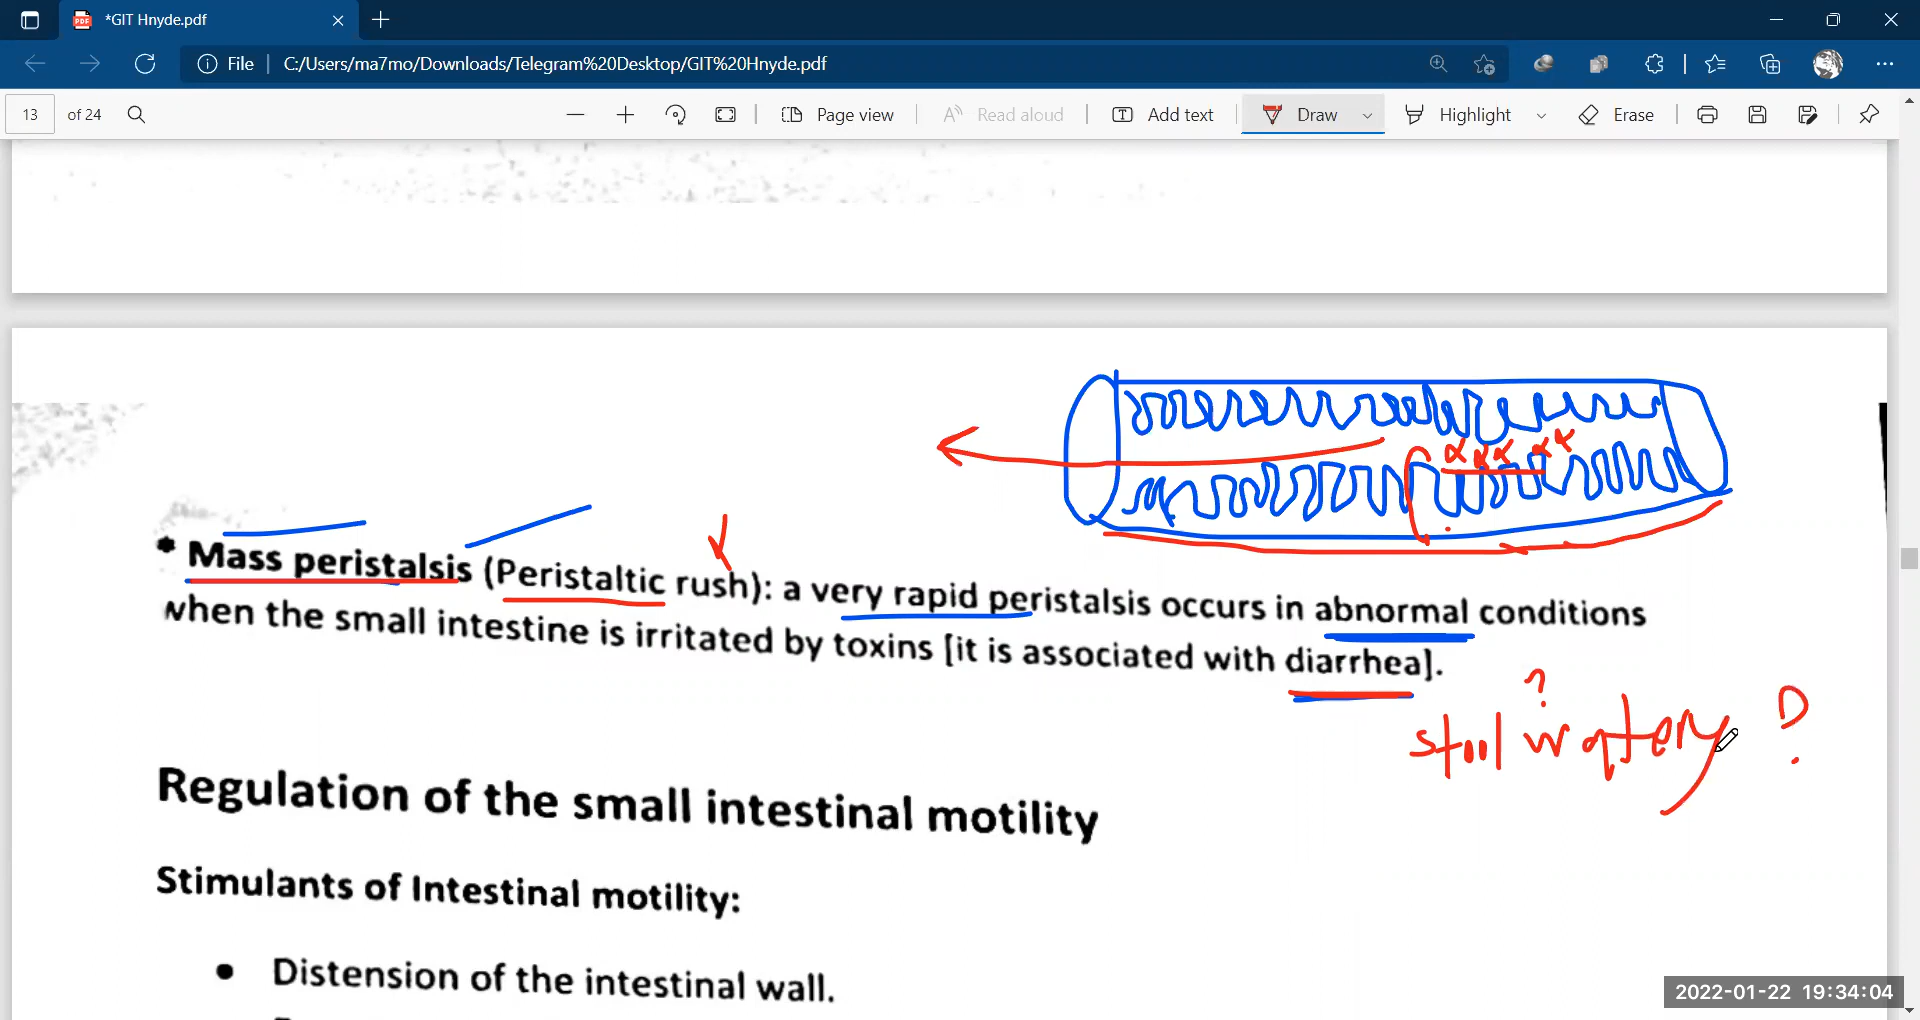 *GIT Hnyde.pdf
File C:/Users/ma7mo/Downloads/Telegram%20Desktop/GIT%20Hnyde.pdf
13 of 24 Page view Read aloud Add text Draw Highlight Erase
* Mass peristalsis (Peristaltic rush): a very rapid peristalsis occurs in abnormal conditions
when the small intestine is irritated by toxins [it is associated with diarrhea].
?
stool watery D
Regulation of the small intestinal motility
Stimulants of Intestinal motility:
• Distension of the intestinal wall.
2022-01-22 19:34:04